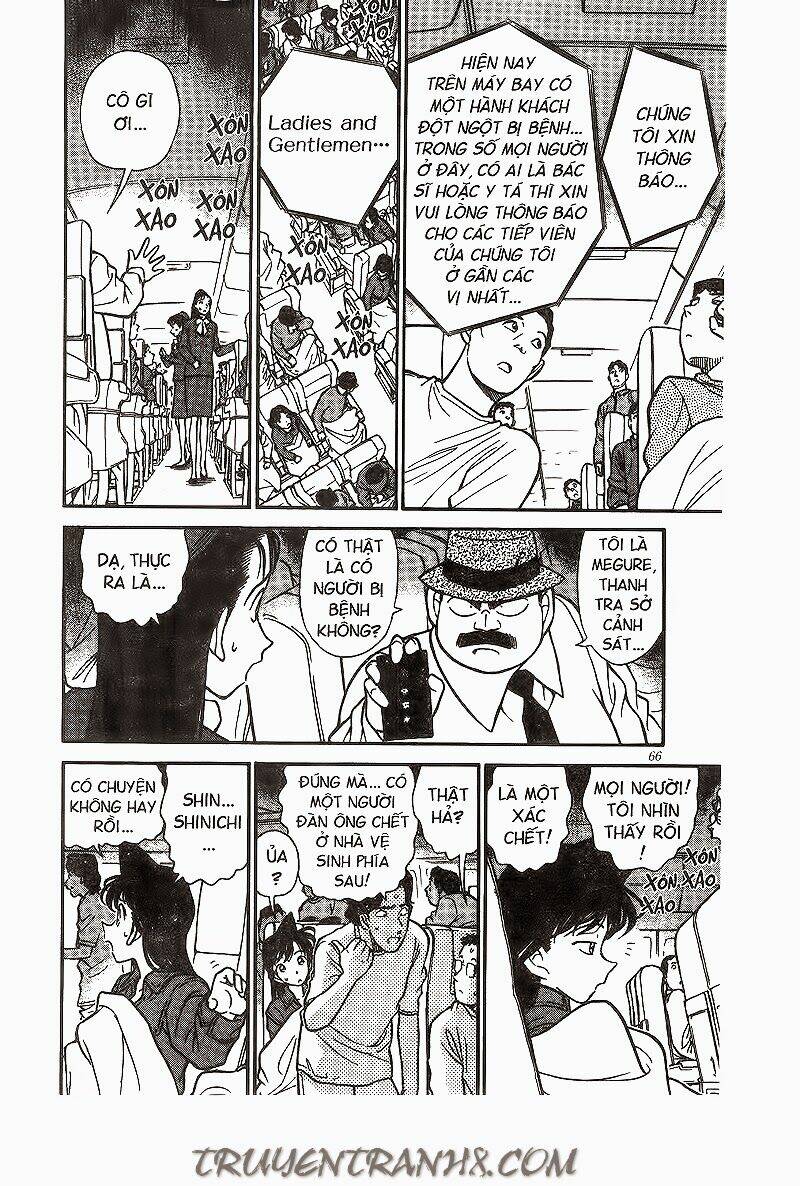 CHÚNG
TÔI XIN
THÔNG
BÁO...
HIỆN NAY
TRÊN MÁY BAY CÓ
MỘT HÀNH KHÁCH
ĐỘT NGỘT BỊ BỆNH...
TRONG SỐ MỌI NGƯỜI
Ở ĐÂY, CÓ AI LÀ BÁC
SĨ HOẶC Y TÁ THÌ XIN
VUI LÒNG THÔNG BÁO
CHO CÁC TIẾP VIÊN
CỦA CHÚNG TÔI
Ở GẦN CÁC
VỊ NHẤT...
XÔN
XAO
Ladies and
Gentlemen...
XÔN
XAO
XÔN
XAO
CÔ GÌ
ƠI...
XÔN
XAO
XÔN
XAO
XÔN
XAO
TÔI LÀ
MEGURE,
THANH
TRA SỞ
CẢNH
SÁT...
CÓ THẬT
LÀ CÓ
NGƯỜI BỊ
BỆNH
KHÔNG?
DẠ, THỰC
RA LÀ...
66
MỌI NGƯỜI!
TÔI NHÌN
THẤY RỒI
!
LÀ MỘT
XÁC
CHẾT!
XÔN
XAO
XÔN
XAO
XÔN
XAO
THẬT
HẢ?
ĐÚNG MÀ... CÓ
MỘT NGƯỜI
ĐÀN ÔNG CHẾT
Ở NHÀ VỆ
SINH PHÍA
SAU!
ỦA
?
SHIN...
SHINICHI
...
CÓ CHUYỆN
KHÔNG HAY
RỒI...
TRUYENTRANH8.COM